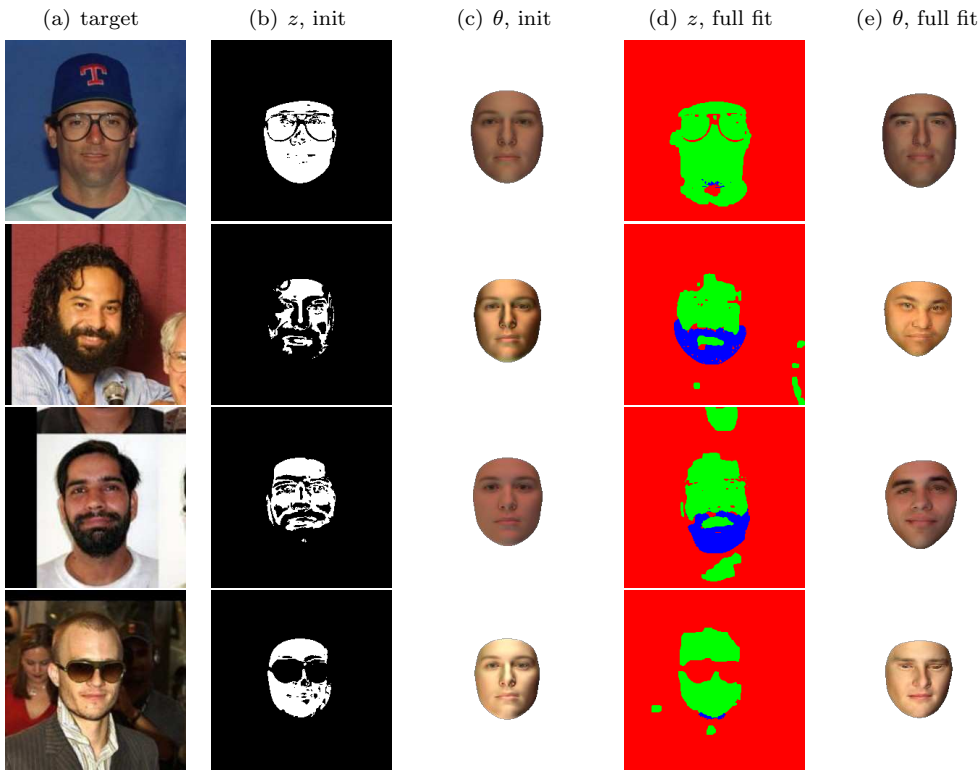 (a) target (b) z, init (c) θ, init (d) z, full fit (e) θ, full fit
T